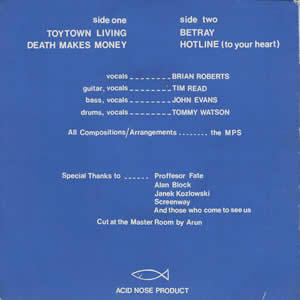 side one side two
TOYTOWN LIVING BETRAY
DEATH MAKES MONEY HOTLINE (to your heart)
vocals _ _ _ _ _ _ _ _ BRIAN ROBERTS
guitar, vocals _ _ _ _ _ _ _ _ TIM READ
bass, vocals _ _ _ _ _ _ _ _ JOHN EVANS
drums, vocals _ _ _ _ _ _ _ _ TOMMY WATSON
All Compositions/Arrangements ........ the MPS
Special Thanks to _ _ _ _ _ _ Proffesor Fate
Alan Block
Janek Kozlowski
Screenway
And those who come to see us
Cut at the Master Room by Arun
ACID NOSE PRODUCT